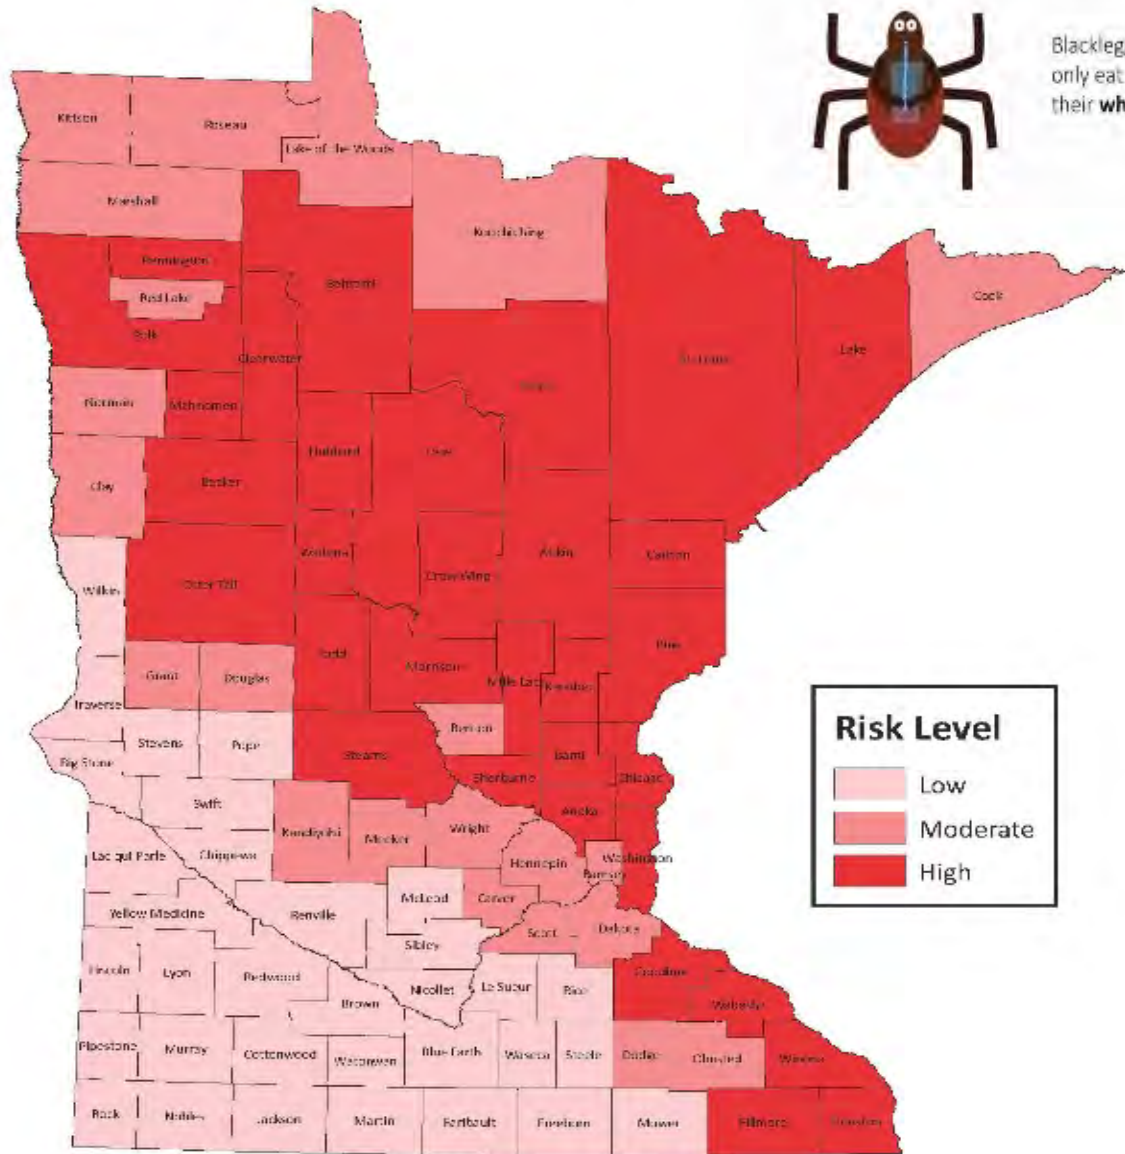 Blackleg
only eat
their wh
Kittson
Roseau
Lake of the Woods
Marshall
Koochiching
Pennington
Beltrami
Red Lake
Cook
Polk
Clearwater
St. Louis
Lake
Itasca
Norman
Mahnomen
Hubbard
Cass
Clay
Becker
Wadena
Aitkin
Carlton
Crow Wing
Otter Tail
Wilkin
Pine
Todd
Morrison
Grant
Douglas
Mille Lacs
Kanabec
Traverse
Benton
Stevens
Pope
Risk Level
Big Stone
Stearns
Isanti
Sherburne
Chisago
Low
Swift
Anoka
Kandiyohi
Meeker
Wright
Moderate
Lac qui Parle
Chippewa
Hennepin
Washington
Ramsey
High
McLeod
Carver
Yellow Medicine
Renville
Scott
Dakota
Sibley
Lincoln
Lyon
Redwood
Nicollet
Le Sueur
Rice
Goodhue
Brown
Wabasha
Pipestone
Murray
Cottonwood
Watonwan
Blue Earth
Waseca
Steele
Dodge
Olmsted
Winona
Rock
Nobles
Jackson
Martin
Faribault
Freeborn
Mower
Fillmore
Houston